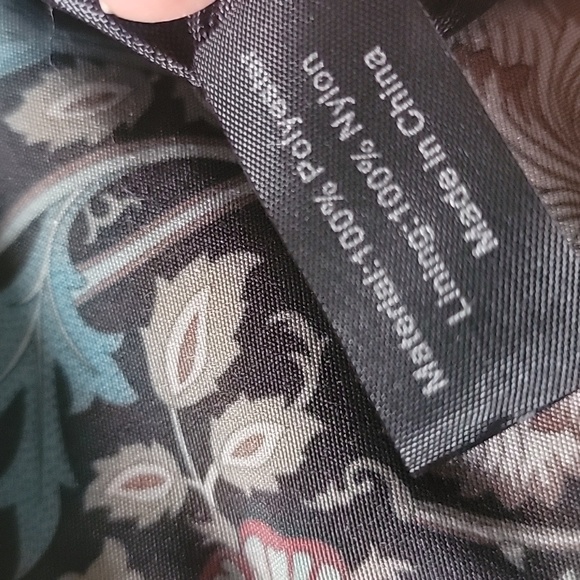 Material:100% Polyester
Lining:100% Nylon
Made In China